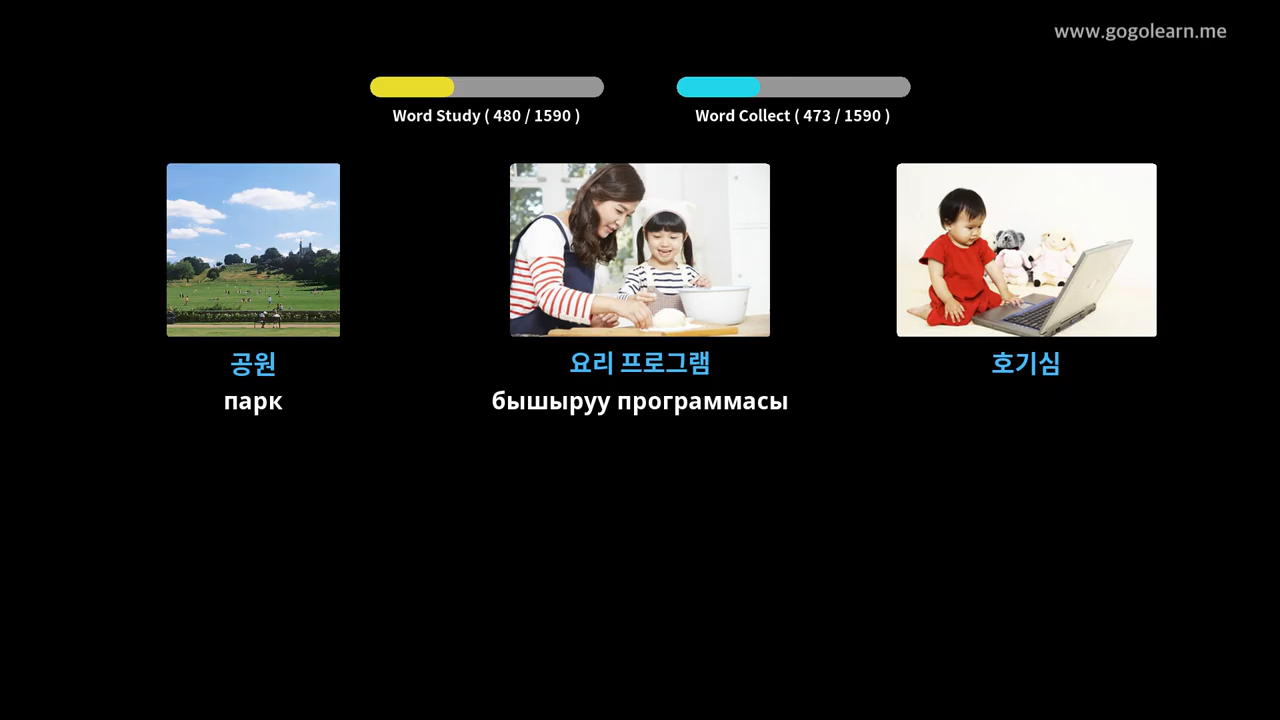 www.gogolearn.me
Word Study ( 480 / 1590 )
Word Collect ( 473 / 1590 )
공원
요리 프로그램
호기심
парк
бышыруу программасы